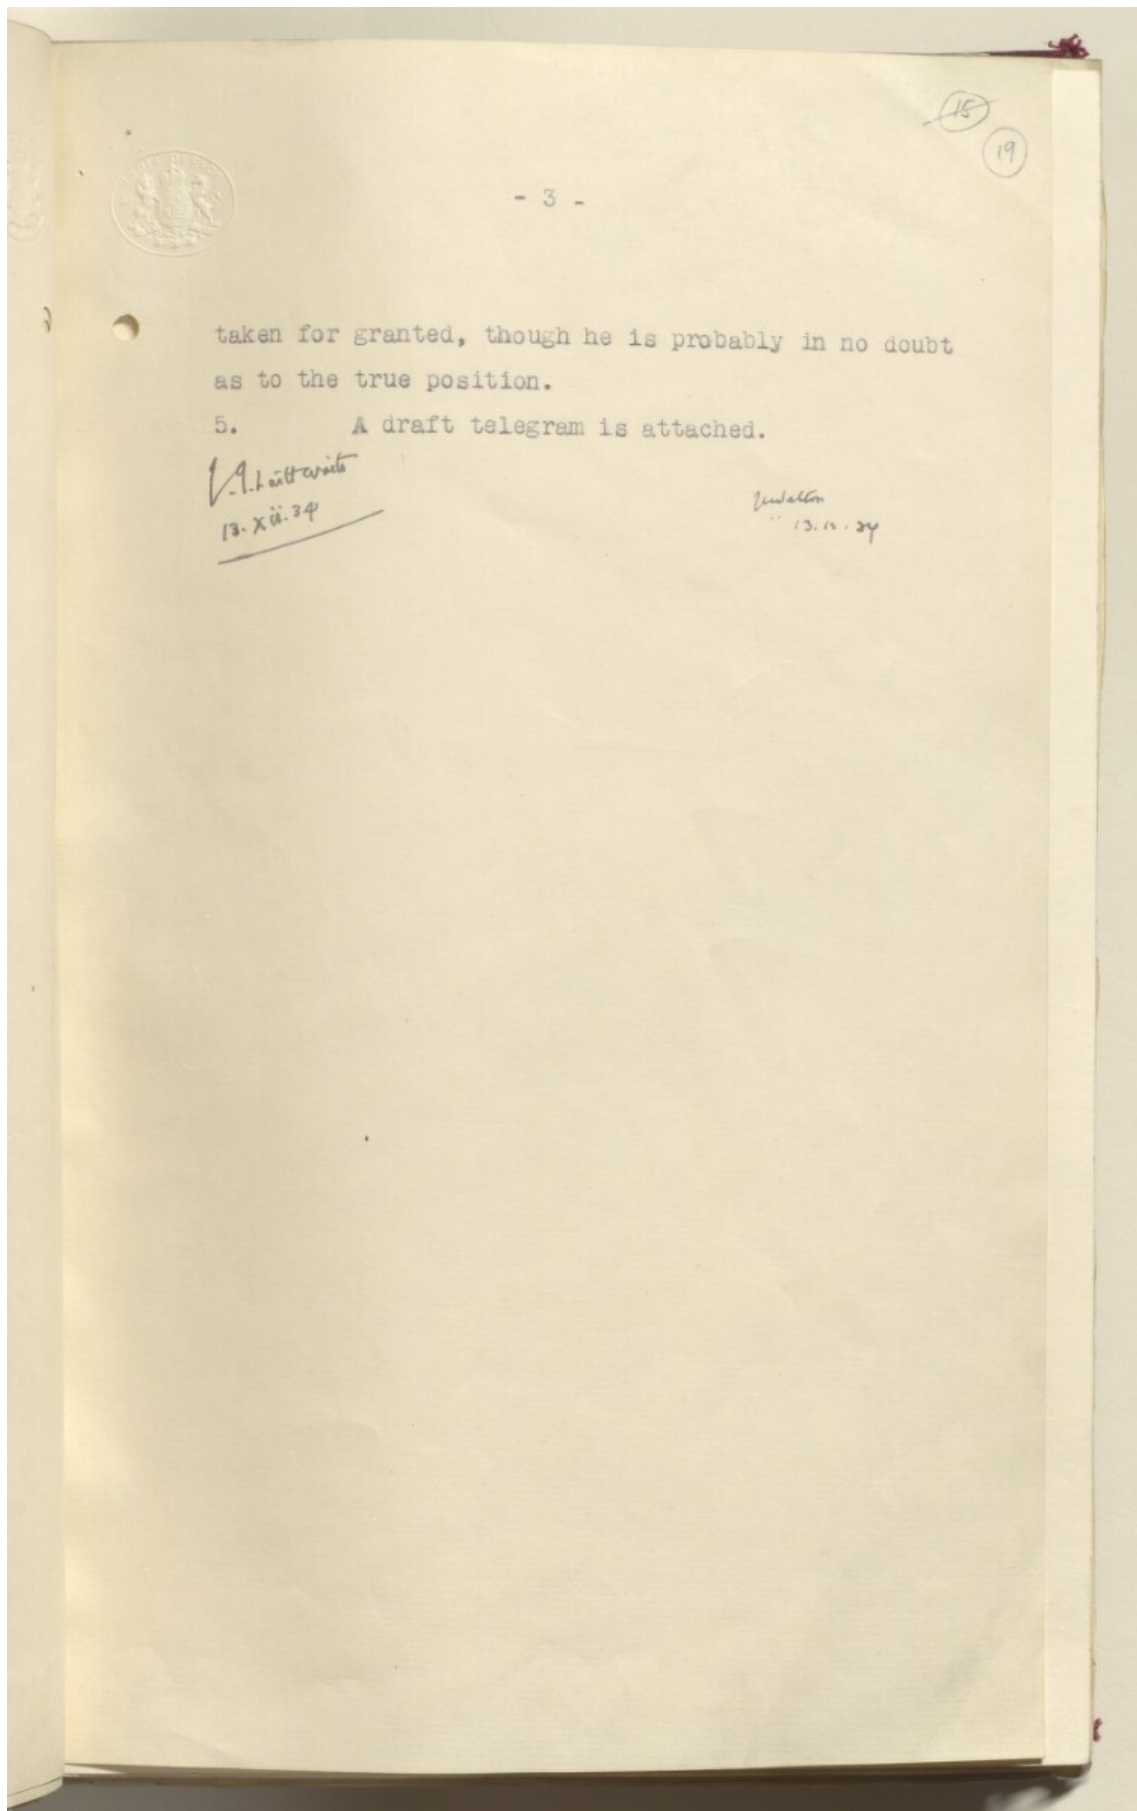 15
19
- 3 -
taken for granted, though he is probably in no doubt
as to the true position.
5. A draft telegram is attached.
J.G. Laithwaite
13. xii. 34
JCWalton
13.12.34